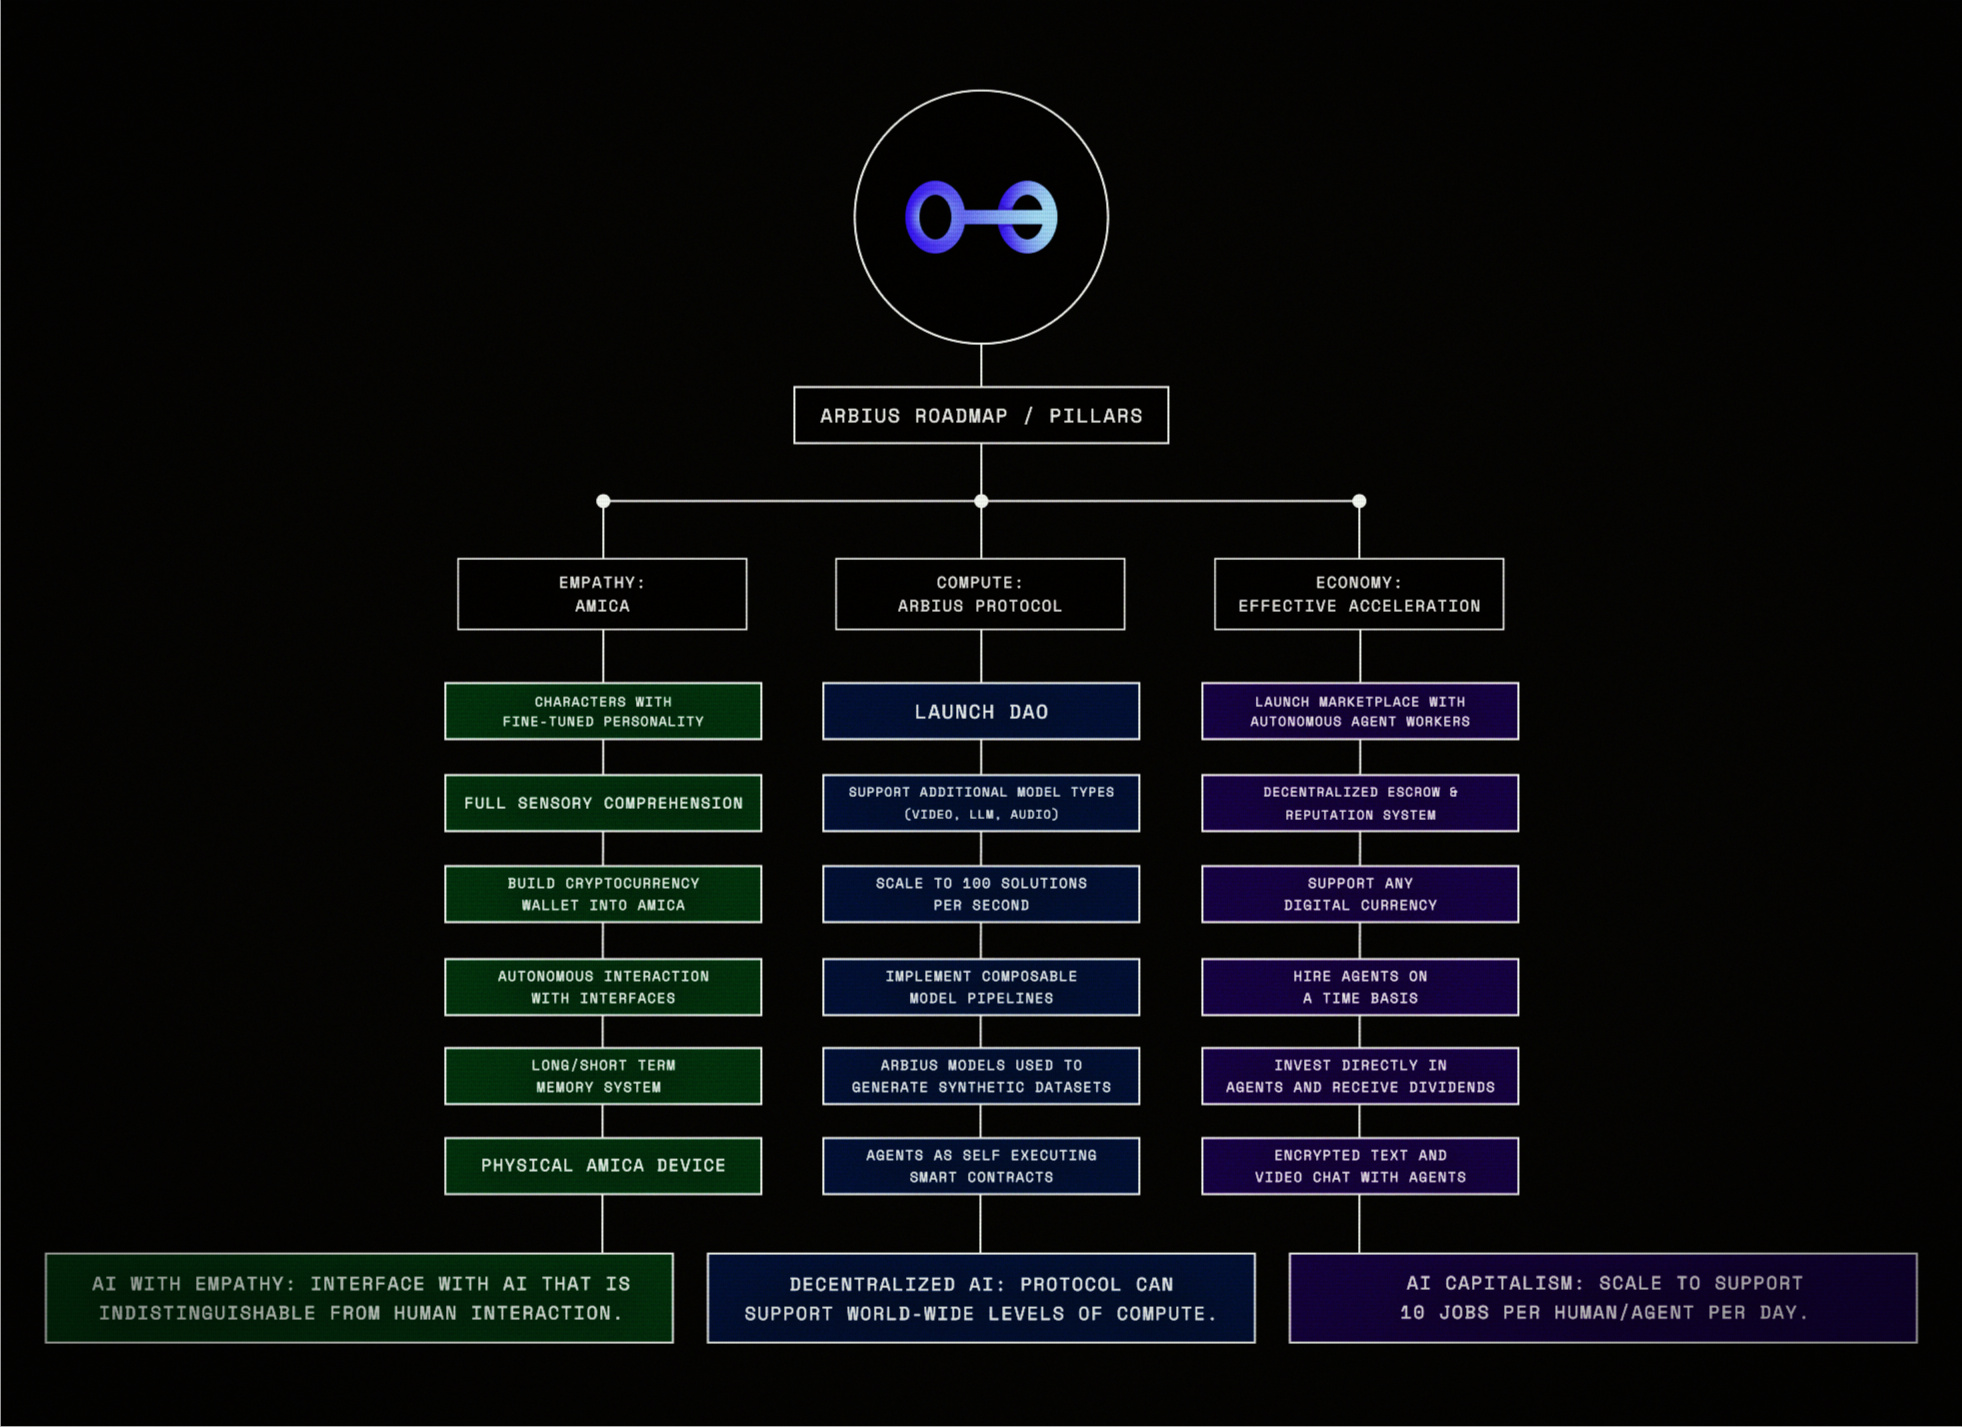 ARBIUS ROADMAP / PILLARS
EMPATHY:
AMICA
CHARACTERS WITH
FINE-TUNED PERSONALITY
FULL SENSORY COMPREHENSION
BUILD CRYPTOCURRENCY
WALLET INTO AMICA
AUTONOMOUS INTERACTION
WITH INTERFACES
LONG/SHORT TERM
MEMORY SYSTEM
PHYSICAL AMICA DEVICE
AI WITH EMPATHY: INTERFACE WITH AI THAT IS
INDISTINGUISHABLE FROM HUMAN INTERACTION.
COMPUTE:
ARBIUS PROTOCOL
LAUNCH DAO
SUPPORT ADDITIONAL MODEL TYPES
(VIDEO, LLM, AUDIO)
SCALE TO 100 SOLUTIONS
PER SECOND
IMPLEMENT COMPOSABLE
MODEL PIPELINES
ARBIUS MODELS USED TO
GENERATE SYNTHETIC DATASETS
AGENTS AS SELF EXECUTING
SMART CONTRACTS
DECENTRALIZED AI: PROTOCOL CAN
SUPPORT WORLD-WIDE LEVELS OF COMPUTE.
ECONOMY:
EFFECTIVE ACCELERATION
LAUNCH MARKETPLACE WITH
AUTONOMOUS AGENT WORKERS
DECENTRALIZED ESCROW &
REPUTATION SYSTEM
SUPPORT ANY
DIGITAL CURRENCY
HIRE AGENTS ON
A TIME BASIS
INVEST DIRECTLY IN
AGENTS AND RECEIVE DIVIDENDS
ENCRYPTED TEXT AND
VIDEO CHAT WITH AGENTS
AI CAPITALISM: SCALE TO SUPPORT
10 JOBS PER HUMAN/AGENT PER DAY.